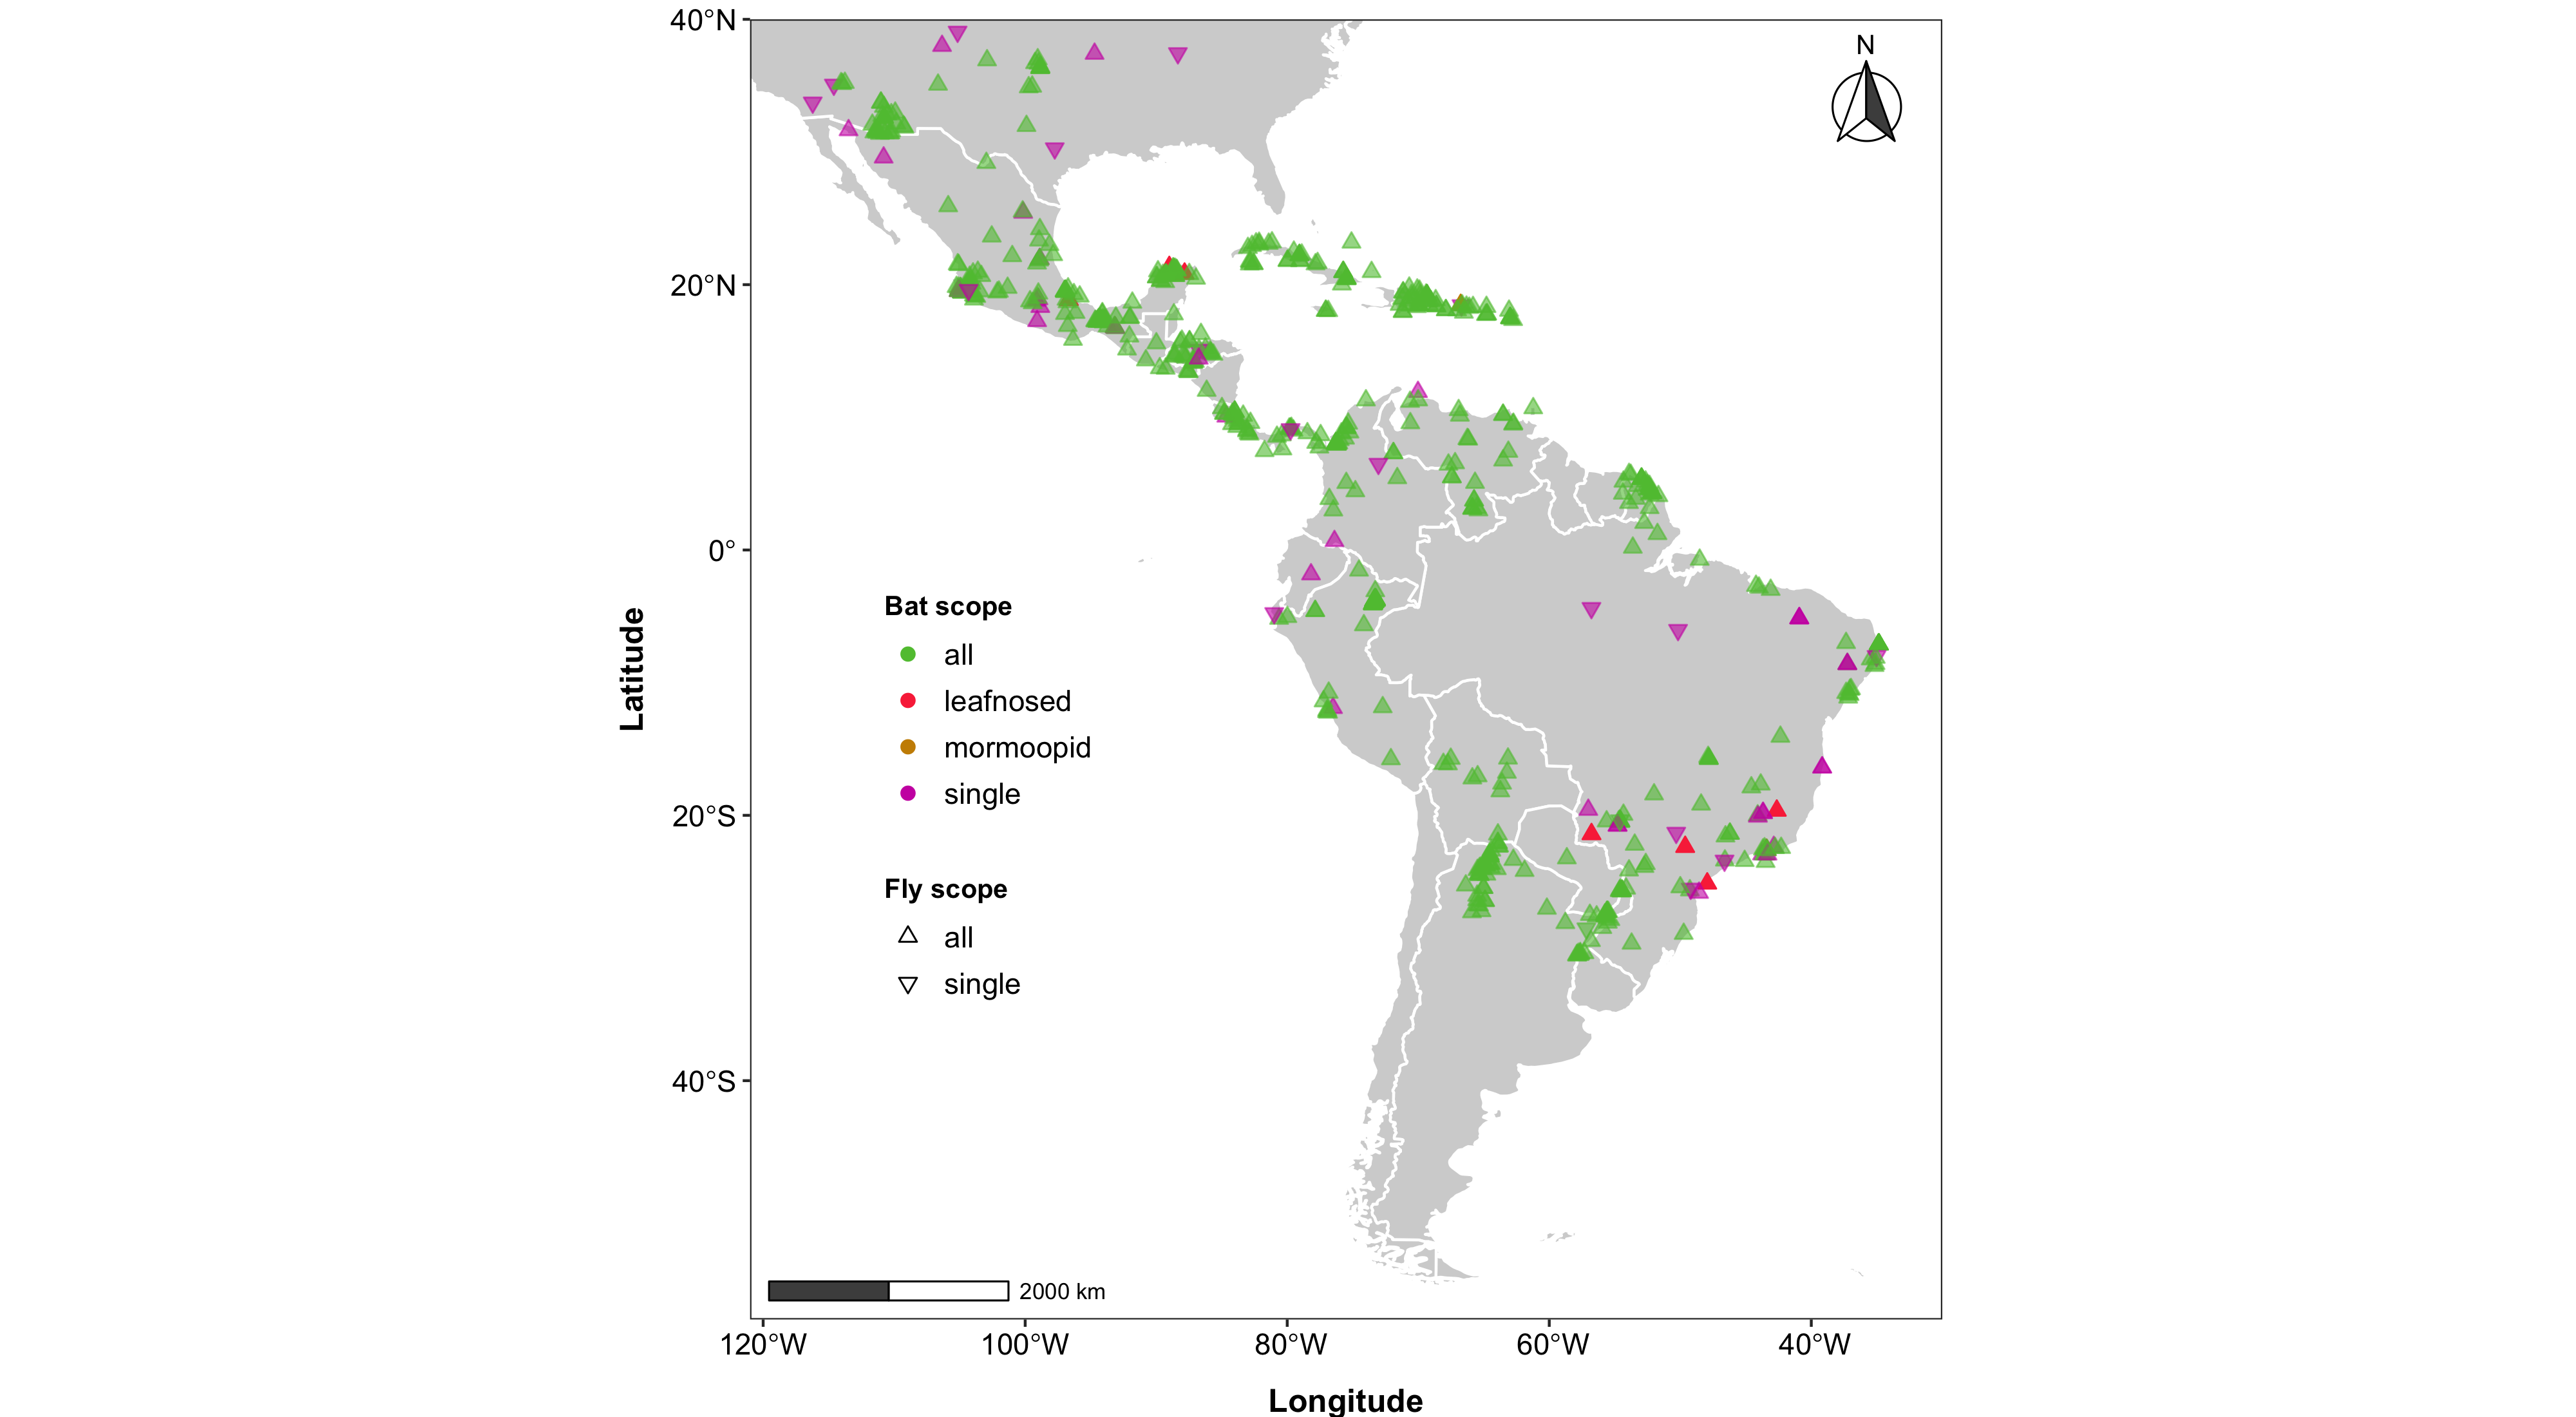 40°N
20°N
0°
20°S
40°S
Latitude
N
Bat scope
all
leafnosed
mormoopid
single
Fly scope
all
single
2000 km
120°W
100°W
80°W
60°W
40°W
Longitude